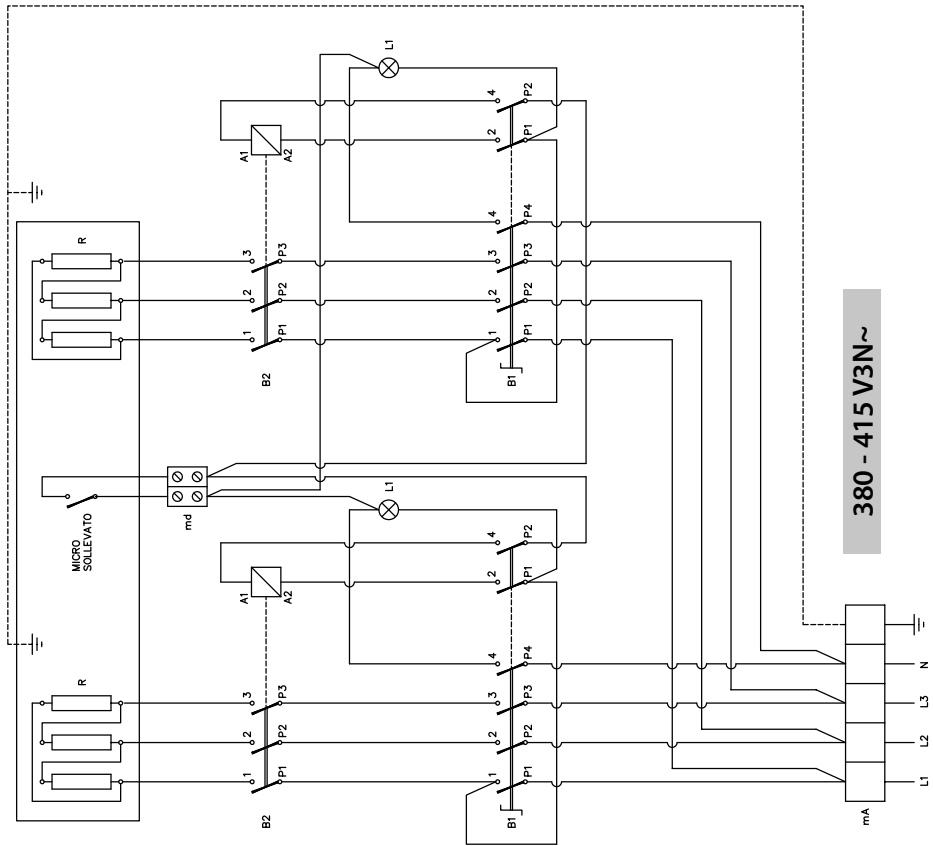 R
MICRO
SOLLEVATO
R
md
A1
A2
A1
A2
B2
1
2
3
P1
P2
P3
B2
1
2
3
P1
P2
P3
L1
L1
B1
1
2
3
4
2
4
P1
P2
P3
P4
P1
P2
B1
1
2
3
4
2
4
P1
P2
P3
P4
P1
P2
mA
L1
L2
L3
N
380 - 415 V3N~